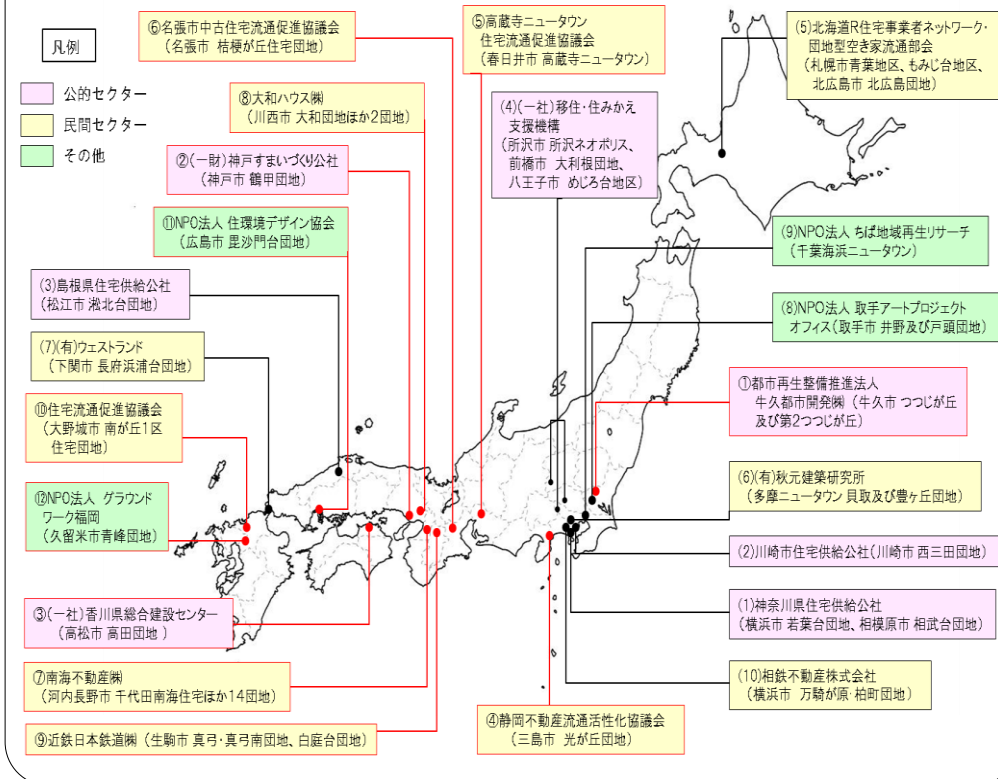 凡例
公的セクター
民間セクター
その他
⑥名張市中古住宅流通促進協議会
(名張市 桔梗が丘住宅団地)
⑤高蔵寺ニュータウン
住宅流通促進協議会
(春日井市 高蔵寺ニュータウン)
(5)北海道R住宅事業者ネットワーク・
団地型空き家流通部会
(札幌市青葉地区、もみじ台地区、
北広島市 北広島団地)
⑧大和ハウス㈱
(川西市 大和団地ほか2団地)
(4)(一社)移住・住みかえ
支援機構
(所沢市 所沢ネオポリス、
前橋市 大利根団地、
八王子市 めじろ台地区)
②(一財)神戸すまいづくり公社
(神戸市 鶴甲団地)
⑪NPO法人 住環境デザイン協会
(広島市 毘沙門台団地)
(9)NPO法人 ちば地域再生リサーチ
(千葉海浜ニュータウン)
(3)島根県住宅供給公社
(松江市 淞北台団地)
(8)NPO法人 取手アートプロジェクト
オフィス(取手市 井野及び戸頭団地)
(7)(有)ウェストランド
(下関市 長府浜浦台団地)
①都市再生整備推進法人
牛久都市開発㈱ (牛久市 つつじが丘
及び第2つつじが丘)
⑩住宅流通促進協議会
(大野城市 南が丘1区
住宅団地)
(6)(有)秋元建築研究所
(多摩ニュータウン 貝取及び豊ヶ丘団地)
⑫NPO法人 グラウンド
ワーク福岡
(久留米市青峰団地)
(2)川崎市住宅供給公社(川崎市 西三田団地)
③(一社)香川県総合建設センター
(高松市 高田団地 )
(1)神奈川県住宅供給公社
(横浜市 若葉台団地、相模原市 相武台団地)
⑦南海不動産㈱
(河内長野市 千代田南海住宅ほか14団地)
(10)相鉄不動産株式会社
(横浜市 万騎が原・柏町団地)
⑨近鉄日本鉄道㈱ (生駒市 真弓・真弓南団地、白庭台団地)
④静岡不動産流通活性化協議会
(三島市 光が丘団地)